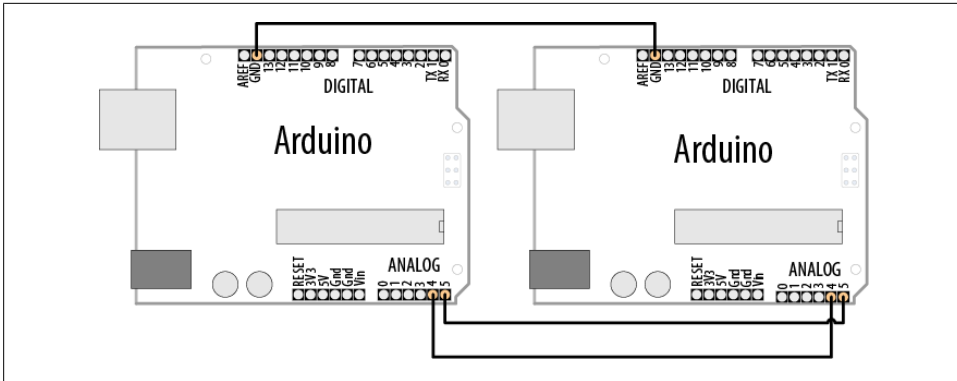 AREF GND 13 12 11 10 9 8 7 6 5 4 3 2 TX 1 RX 0
DIGITAL
Arduino
RESET 3V3 5V Gnd Gnd Vin
ANALOG
0 1 2 3 4 5
AREF GND 13 12 11 10 9 8 7 6 5 4 3 2 TX 1 RX 0
DIGITAL
Arduino
RESET 3V3 5V Grd Grd Vin
ANALOG
0 1 2 3 4 5